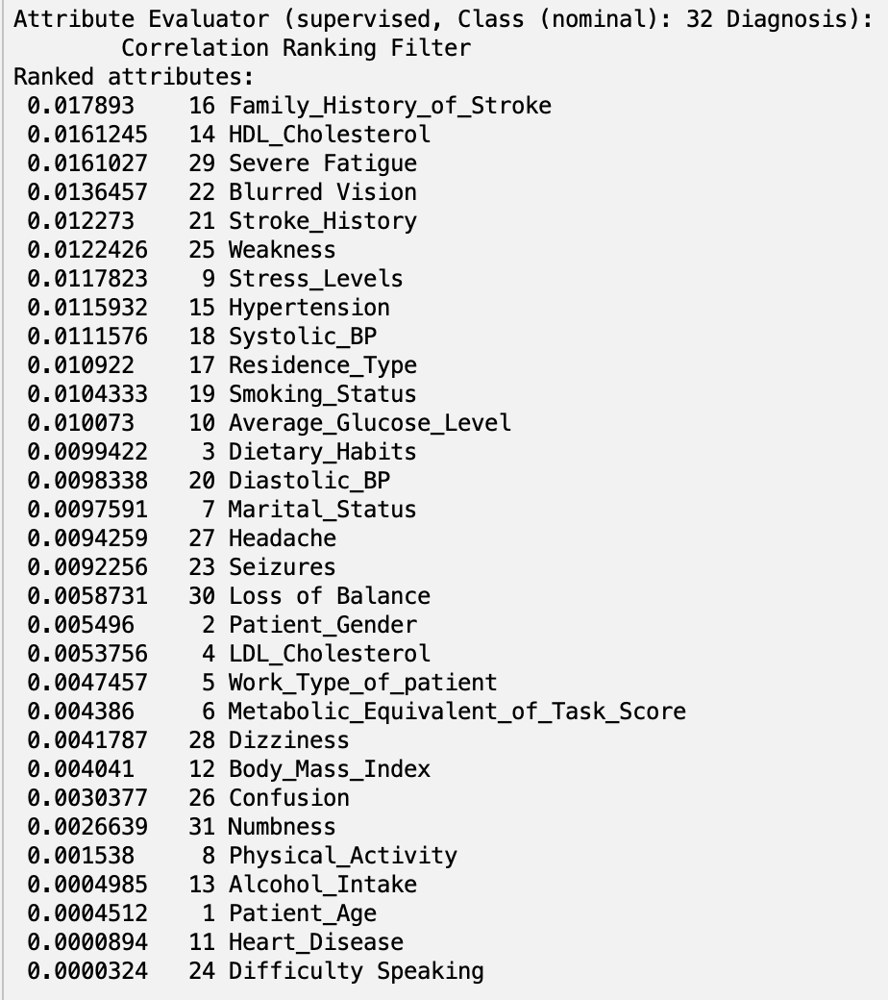 Attribute Evaluator (supervised, Class (nominal): 32 Diagnosis):
Correlation Ranking Filter
Ranked attributes:
0.017893 16 Family_History_of_Stroke
0.0161245 14 HDL_Cholesterol
0.0161027 29 Severe Fatigue
0.0136457 22 Blurred Vision
0.012273 21 Stroke_History
0.0122426 25 Weakness
0.0117823 9 Stress_Levels
0.0115932 15 Hypertension
0.0111576 18 Systolic_BP
0.010922 17 Residence_Type
0.0104333 19 Smoking_Status
0.010073 10 Average_Glucose_Level
0.0099422 3 Dietary_Habits
0.0098338 20 Diastolic_BP
0.0097591 7 Marital_Status
0.0094259 27 Headache
0.0092256 23 Seizures
0.0058731 30 Loss of Balance
0.005496 2 Patient_Gender
0.0053756 4 LDL_Cholesterol
0.0047457 5 Work_Type_of_patient
0.004386 6 Metabolic_Equivalent_of_Task_Score
0.0041787 28 Dizziness
0.004041 12 Body_Mass_Index
0.0030377 26 Confusion
0.0026639 31 Numbness
0.001538 8 Physical_Activity
0.0004985 13 Alcohol_Intake
0.0004512 1 Patient_Age
0.0000894 11 Heart_Disease
0.0000324 24 Difficulty Speaking